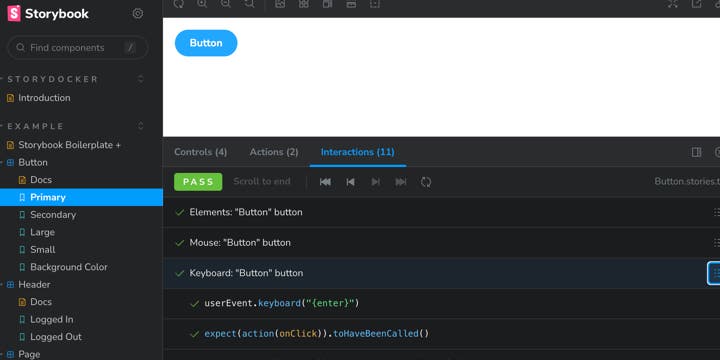 Storybook
Find components /
STORYDOCKER
Introduction
EXAMPLE
Storybook Boilerplate +
Button
Docs
Primary
Secondary
Large
Small
Background Color
Header
Docs
Logged In
Logged Out
Page
Button
Controls (4) Actions (2) Interactions (11)
PASS Scroll to end Button.stories.t
Elements: "Button" button
Mouse: "Button" button
Keyboard: "Button" button
userEvent.keyboard("{enter}")
expect(action(onClick)).toHaveBeenCalled()